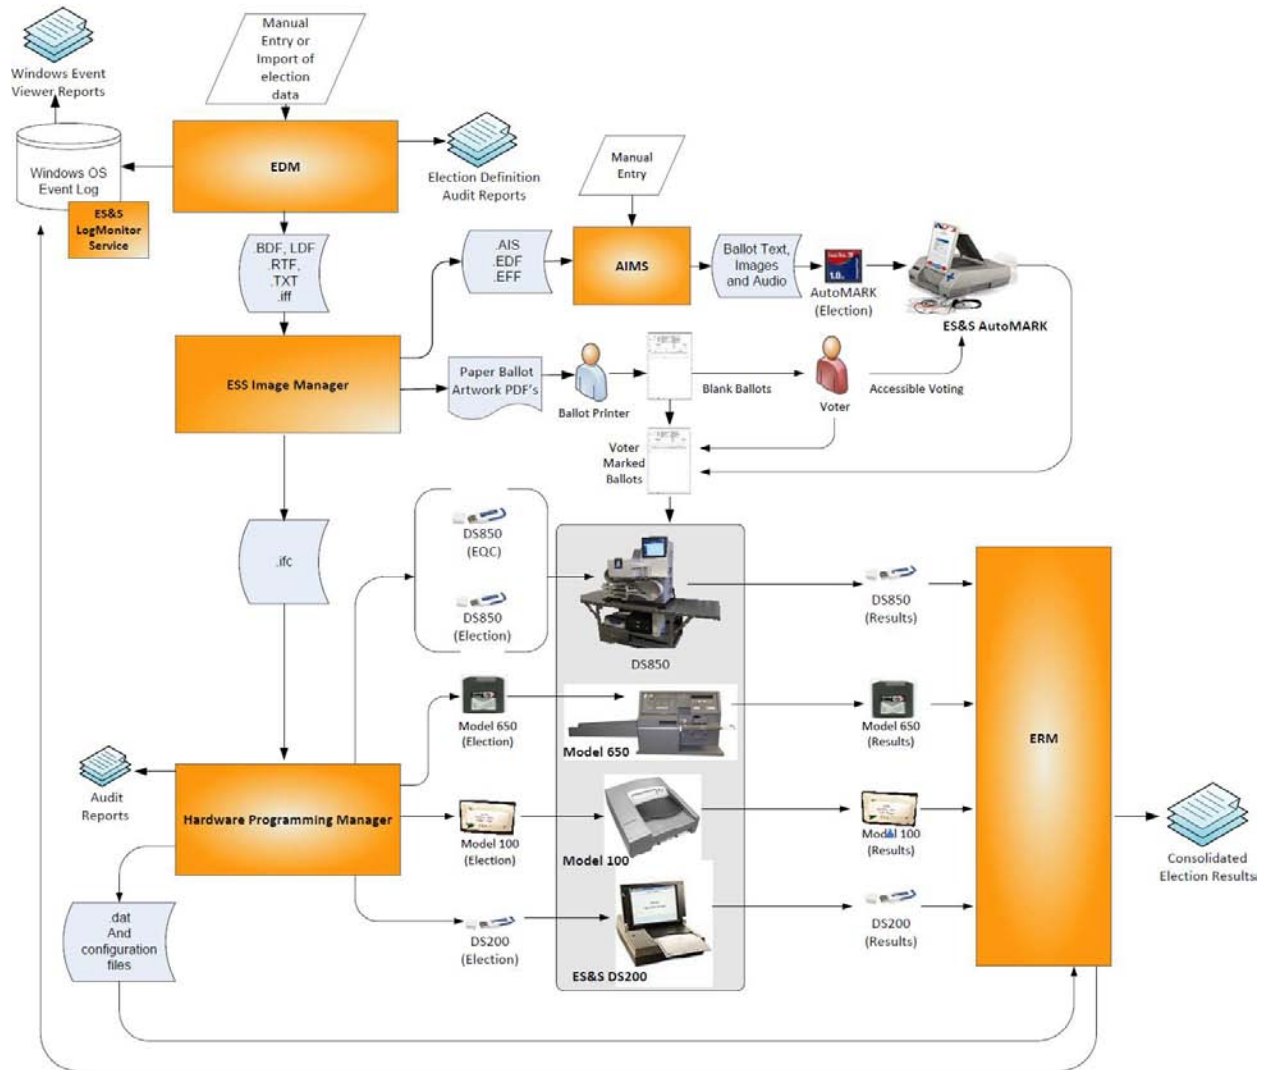 Manual
Entry or
Import of
election
data
Windows Event
Viewer Reports
EDM
Election Definition
Audit Reports
Windows OS
Event Log
ES&S
LogMonitor
Service
Manual
Entry
.BDF, LDF
.RTF,
.TXT
.iff
.AIS
.EDF
.EFF
AIMS
Ballot Text,
Images
and Audio
AutoMARK
(Election)
ES&S AutoMARK
ESS Image Manager
Paper Ballot
Artwork PDF's
Ballot Printer
Blank Ballots
Voter
Accessible Voting
Voter
Marked
Ballots
.ifc
DS850
(EQC)
DS850
(Election)
DS850
DS850
(Results)
Model 650
(Election)
Model 650
Model 650
(Results)
ERM
Audit
Reports
Hardware Programming Manager
Model 100
(Election)
Model 100
Model 100
(Results)
Consolidated
Election Results
.dat
And
configuration
files
DS200
(Election)
ES&S DS200
DS200
(Results)